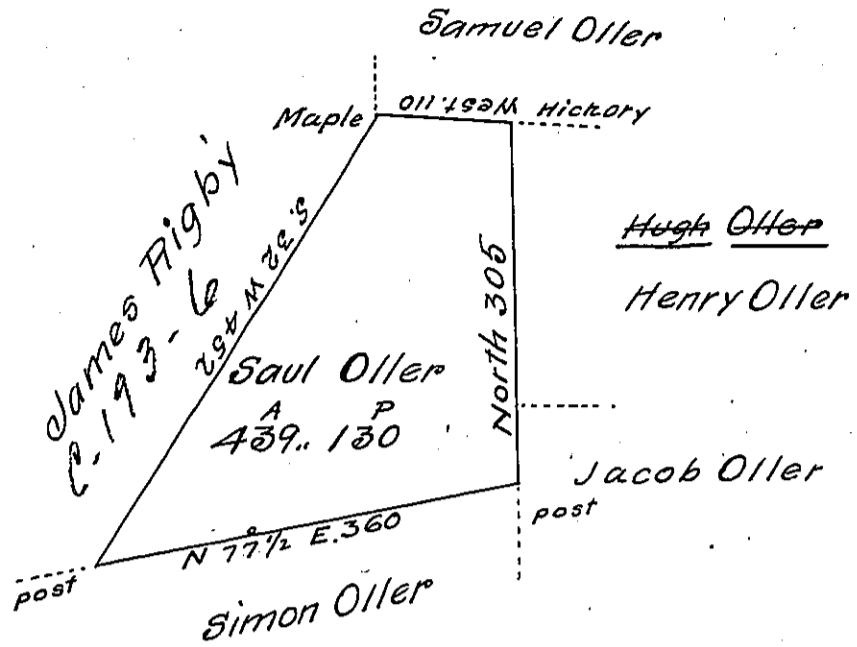 Samuel Oller
Maple
West.110
Hickory
James Rigby
C-193-6
S. 32 W 452
Hugh Oller
Henry Oller
North 305
Saul Oller
A P
439.. 130
Jacob Oller
post
N 77½° E.360
post
Simon Oller